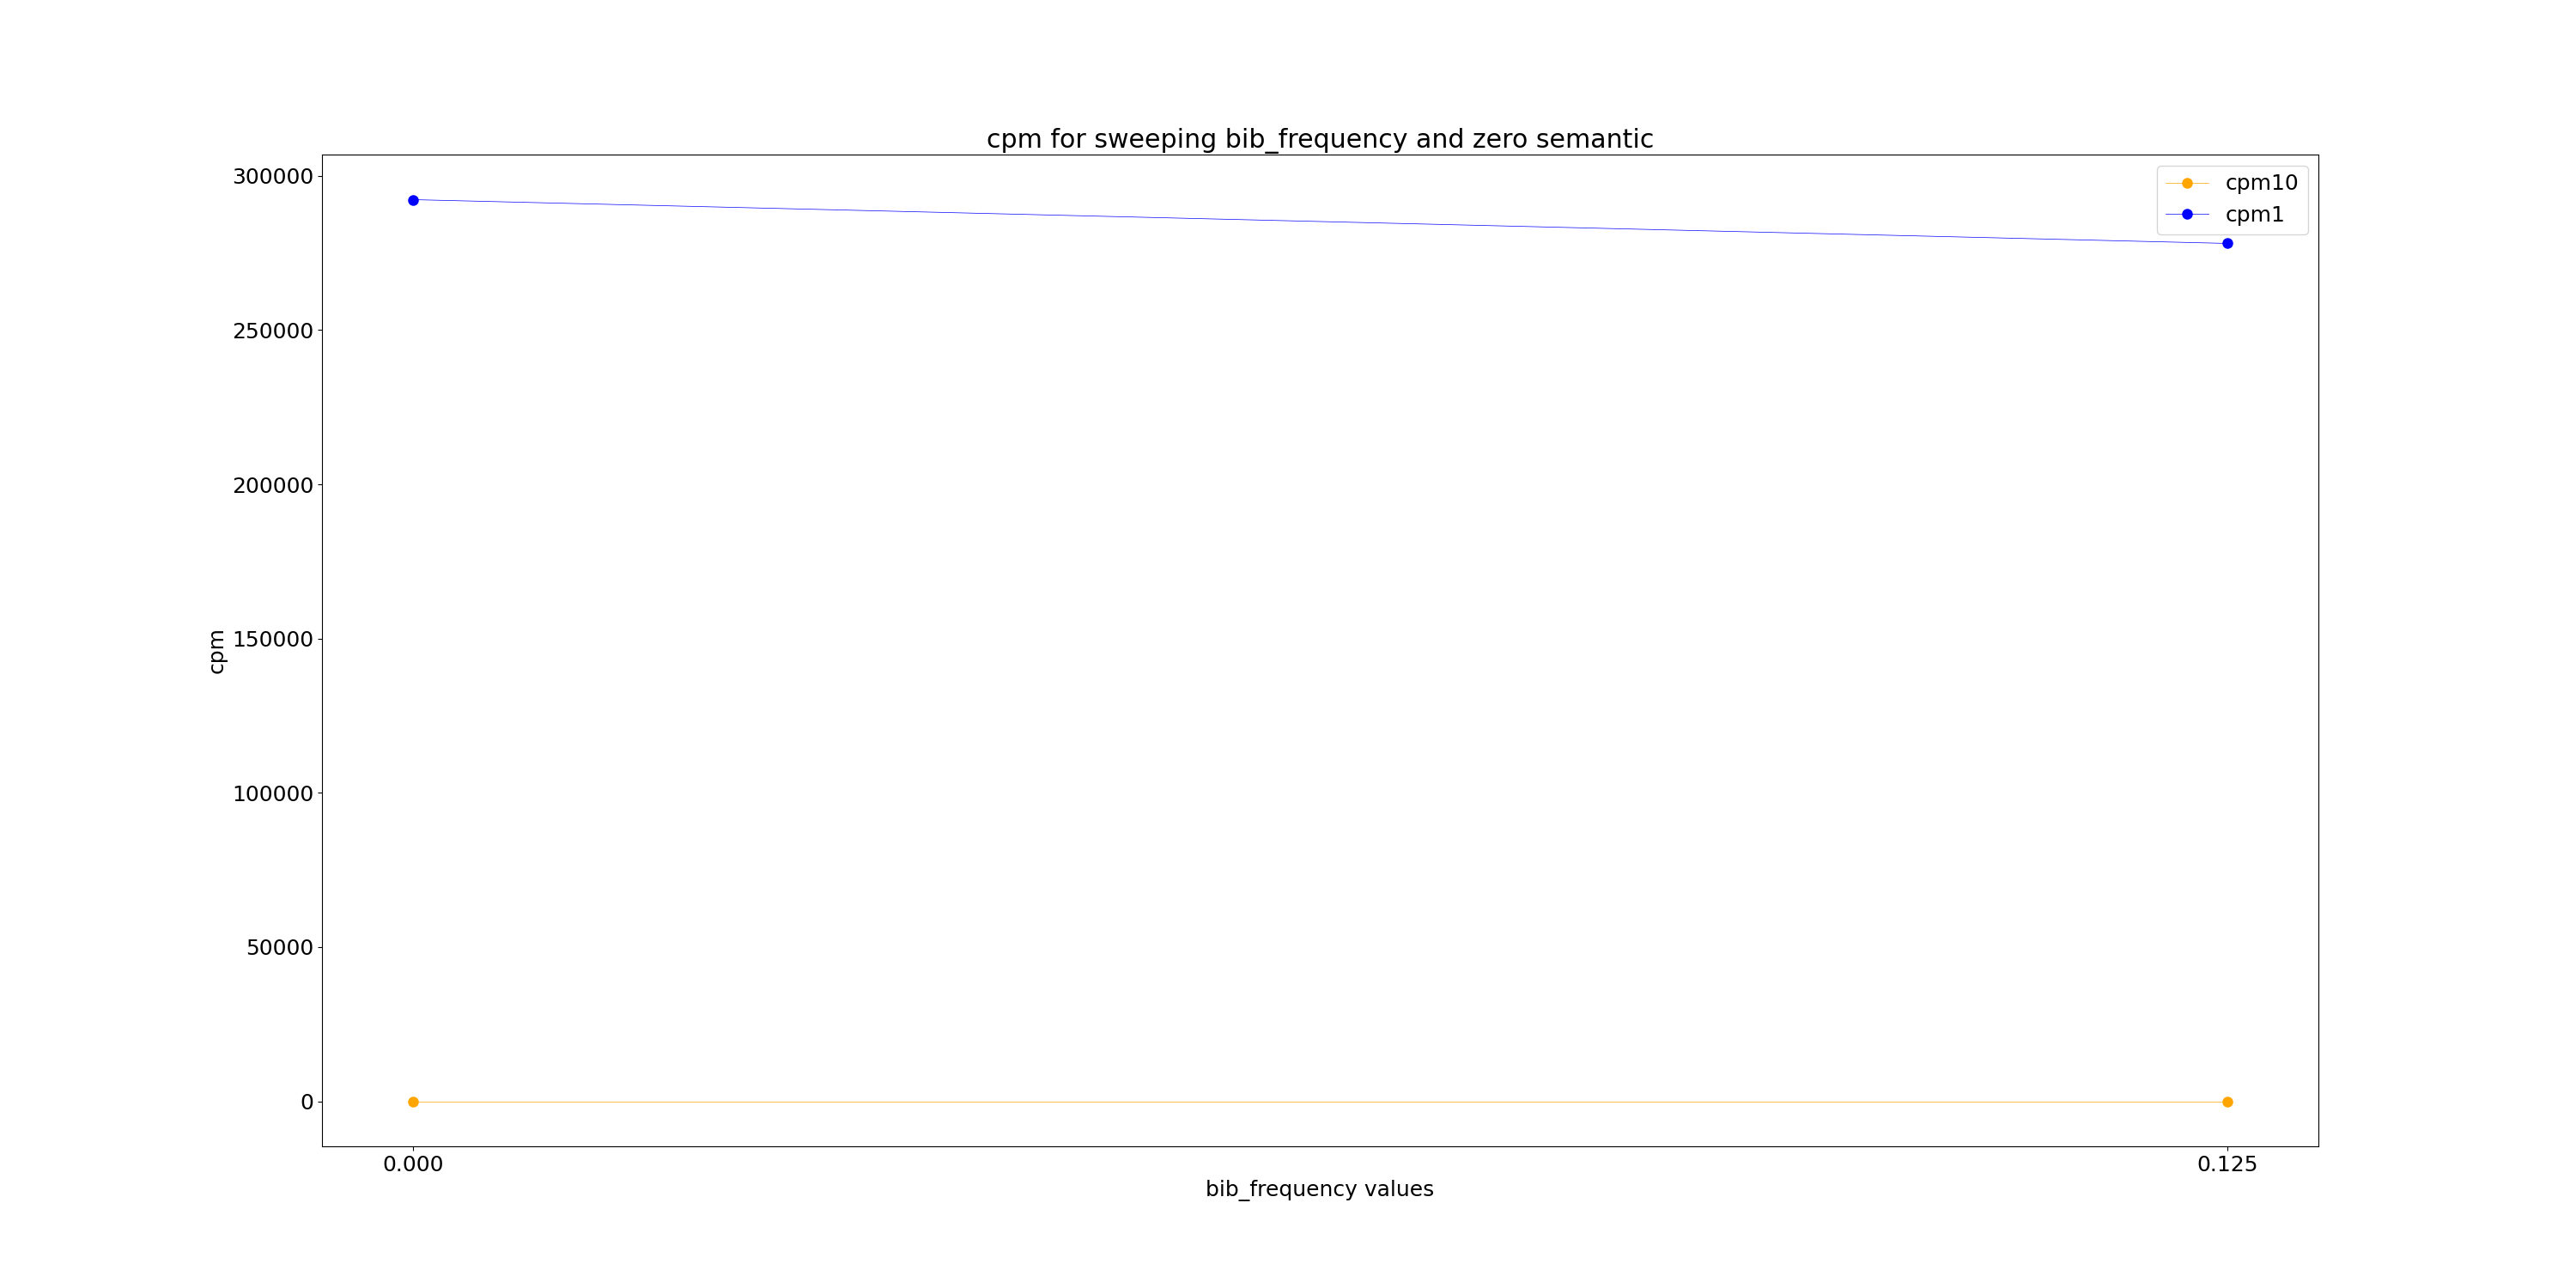 cpm for sweeping bib_frequency and zero semantic
cpm10
cpm1
300000
250000
200000
150000
100000
50000
0
cpm
0.000
0.125
bib_frequency values